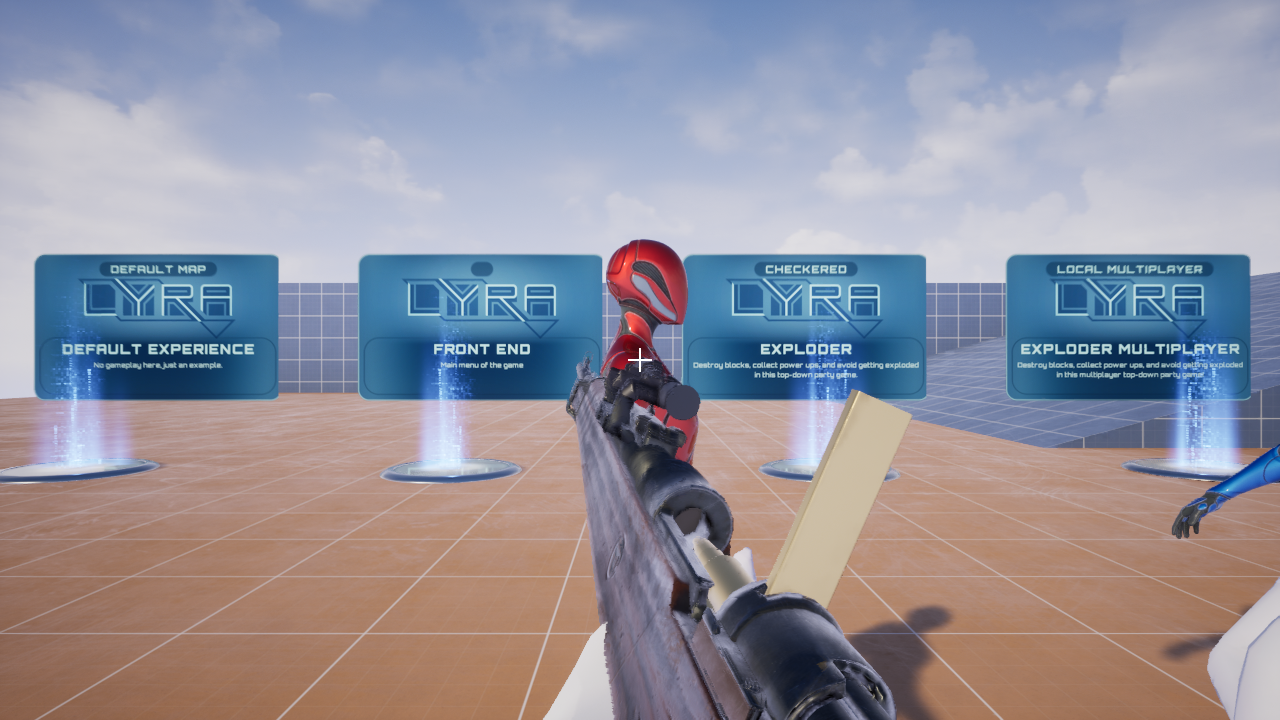 DEFAULT MAP
LYRA
DEFAULT EXPERIENCE
No gameplay here, just an example.
LYRA
FRONT END
Main menu of the game
CHECKERED
LYRA
EXPLODER
Destroy blocks, collect power ups, and avoid getting exploded
in this top-down party game.
LOCAL MULTIPLAYER
LYRA
EXPLODER MULTIPLAYER
Destroy blocks, collect power ups, and avoid getting exploded
in this multiplayer top-down party game.